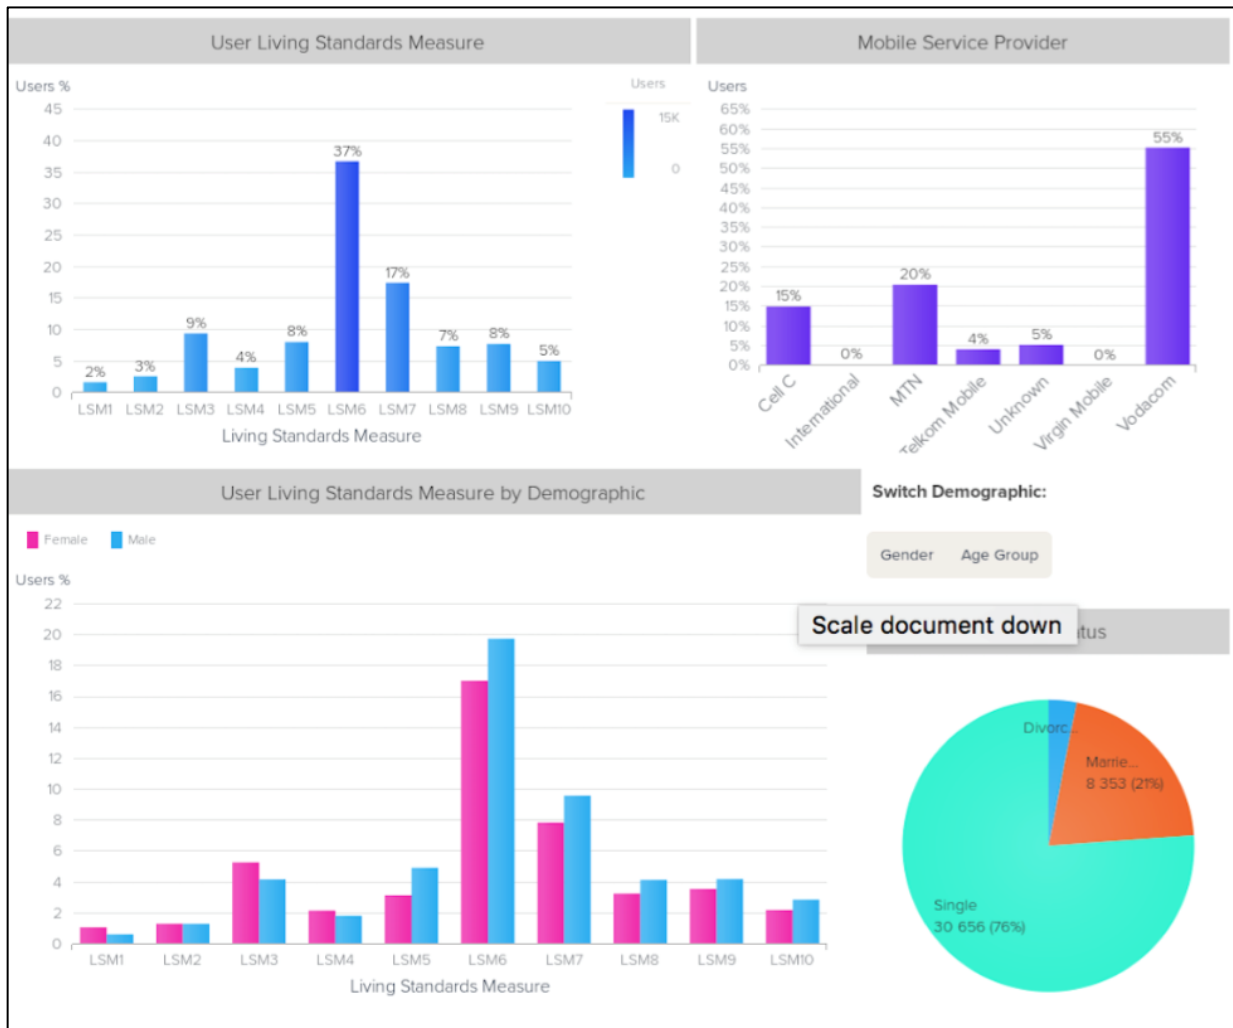 User Living Standards Measure
Users %
45
40
35
30
25
20
15
10
5
0
37%
17%
9%
8%
8%
7%
5%
4%
3%
2%
LSM1 LSM2 LSM3 LSM4 LSM5 LSM6 LSM7 LSM8 LSM9 LSM10
Living Standards Measure
Users
15K
0
Mobile Service Provider
Users
65%
60%
55%
50%
45%
40%
35%
30%
25%
20%
15%
10%
5%
0%
15%
0%
20%
4%
5%
0%
55%
Cell C
International
MTN
Telkom Mobile
Unknown
Virgin Mobile
Vodacom
User Living Standards Measure by Demographic
Female Male
Users %
22
20
18
16
14
12
10
8
6
4
2
0
LSM1 LSM2 LSM3 LSM4 LSM5 LSM6 LSM7 LSM8 LSM9 LSM10
Living Standards Measure
Switch Demographic:
Gender Age Group
Scale document down
tus
Divorc...
Marrie...
8 353 (21%)
Single
30 656 (76%)